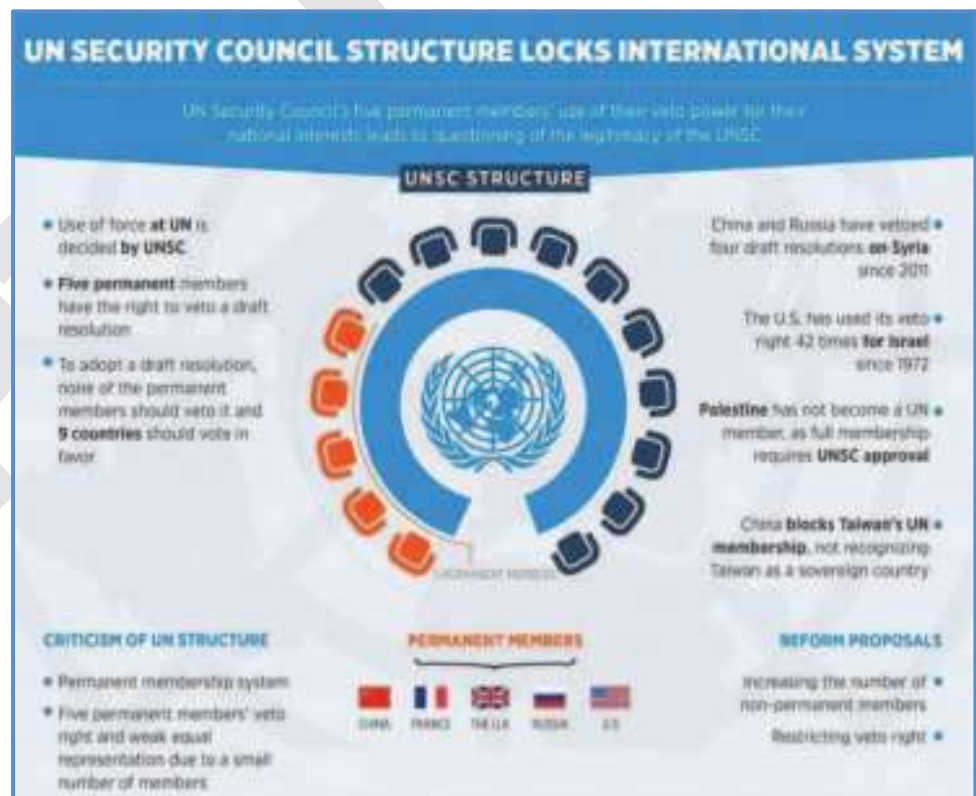 UN SECURITY COUNCIL STRUCTURE LOCKS INTERNATIONAL SYSTEM
UN Security Council's five permanent members' use of their veto power for their
national interests leads to questioning of the legitimacy of the UNSC
UNSC STRUCTURE
• Use of force at UN is
decided by UNSC
• Five permanent members
have the right to veto a draft
resolution
• To adopt a draft resolution,
none of the permanent
members should veto it and
9 countries should vote in
favor
China and Russia have vetoed •
four draft resolutions on Syria
since 2011
The U.S. has used its veto •
right 42 times for Israel
since 1972
Palestine has not become a UN •
member, as full membership
requires UNSC approval
China blocks Taiwan's UN •
membership, not recognizing
Taiwan as a sovereign country
PERMANENT MEMBERS
CRITICISM OF UN STRUCTURE
• Permanent membership system
• Five permanent members' veto
right and weak equal
representation due to a small
number of members
PERMANENT MEMBERS
CHINA FRANCE THE U.K. RUSSIA U.S
REFORM PROPOSALS
Increasing the number of •
non-permanent members
Restricting veto right •